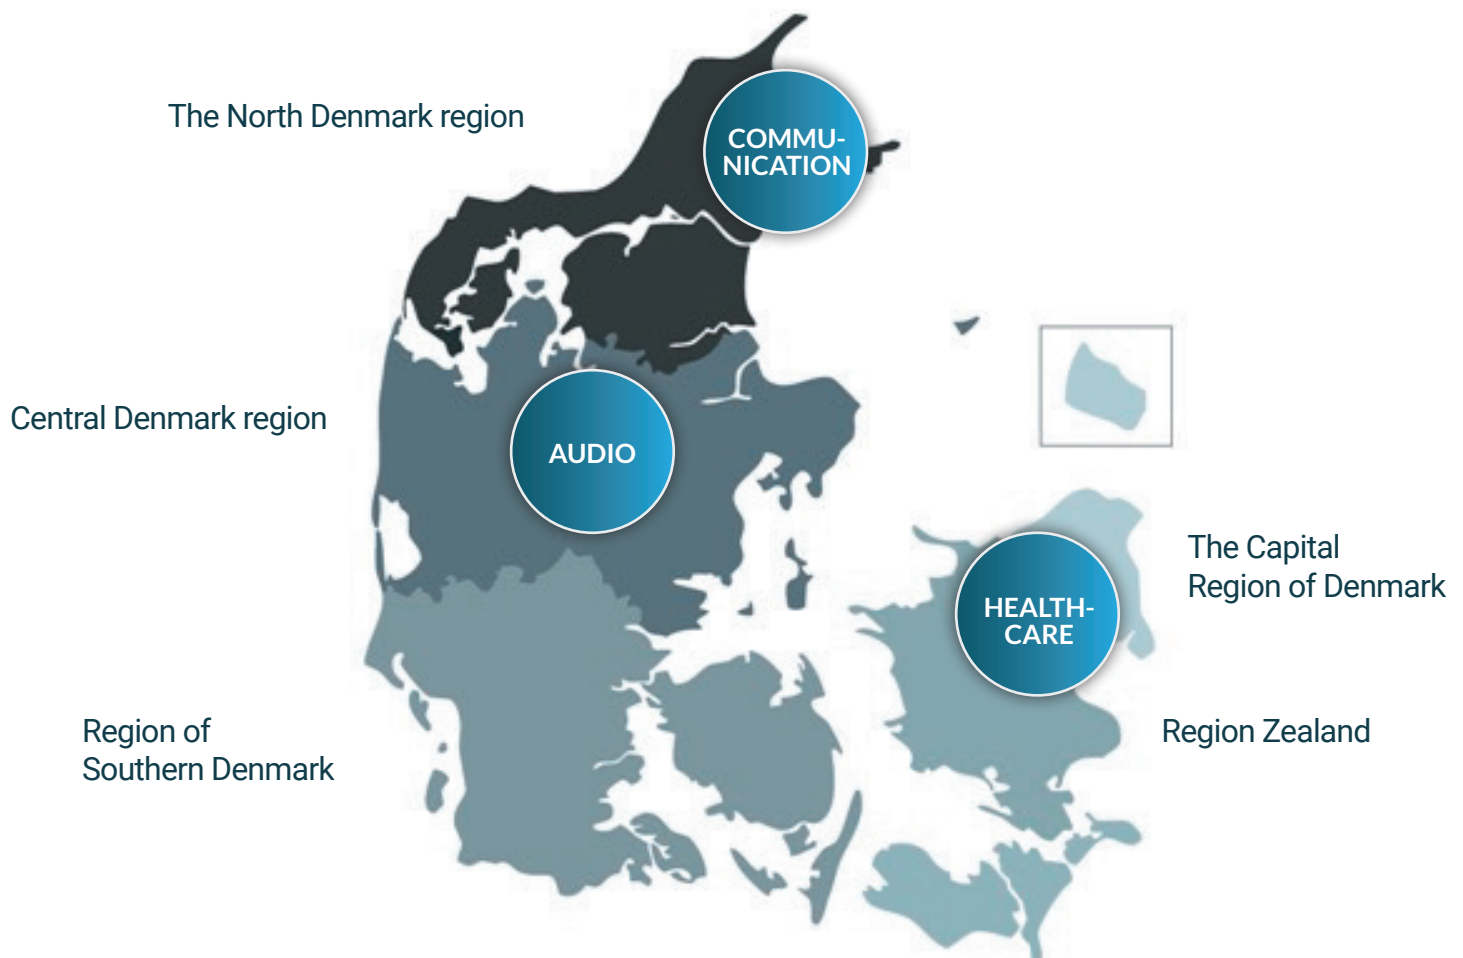 The North Denmark region
COMMU-
NICATION
Central Denmark region
AUDIO
The Capital
Region of Denmark
HEALTH-
CARE
Region of
Southern Denmark
Region Zealand